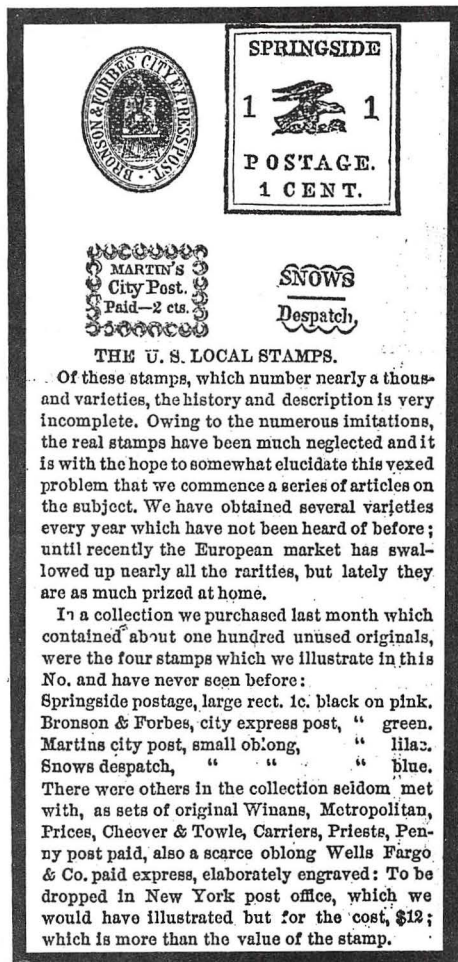 BRONSON & FORBES' CITY EXPRESS POST.
SPRINGSIDE
1 1
POSTAGE.
1 CENT.
MARTIN'S
City Post.
Paid—2 cts.
SNOWS
Despatch,
THE U. S. LOCAL STAMPS.
Of these stamps, which number nearly a thous-
and varieties, the history and description is very
incomplete. Owing to the numerous imitations,
the real stamps have been much neglected and it
is with the hope to somewhat elucidate this vexed
problem that we commence a series of articles on
the subject. We have obtained several varieties
every year which have not been heard of before;
until recently the European market has swal-
lowed up nearly all the rarities, but lately they
are as much prized at home.
In a collection we purchased last month which
contained about one hundred unused originals,
were the four stamps which we illustrate in this
No. and have never seen before:
Springside postage, large rect. 1c. black on pink.
Bronson & Forbes, city express post, " green.
Martins city post, small oblong, " lilac.
Snows despatch, " " " blue.
There were others in the collection seldom met
with, as sets of original Winans, Metropolitan,
Prices, Cheever & Towle, Carriers, Priests, Pen-
ny post paid, also a scarce oblong Wells Fargo
& Co. paid express, elaborately engraved: To be
dropped in New York post office, which we
would have illustrated but for the cost, $12;
which is more than the value of the stamp.